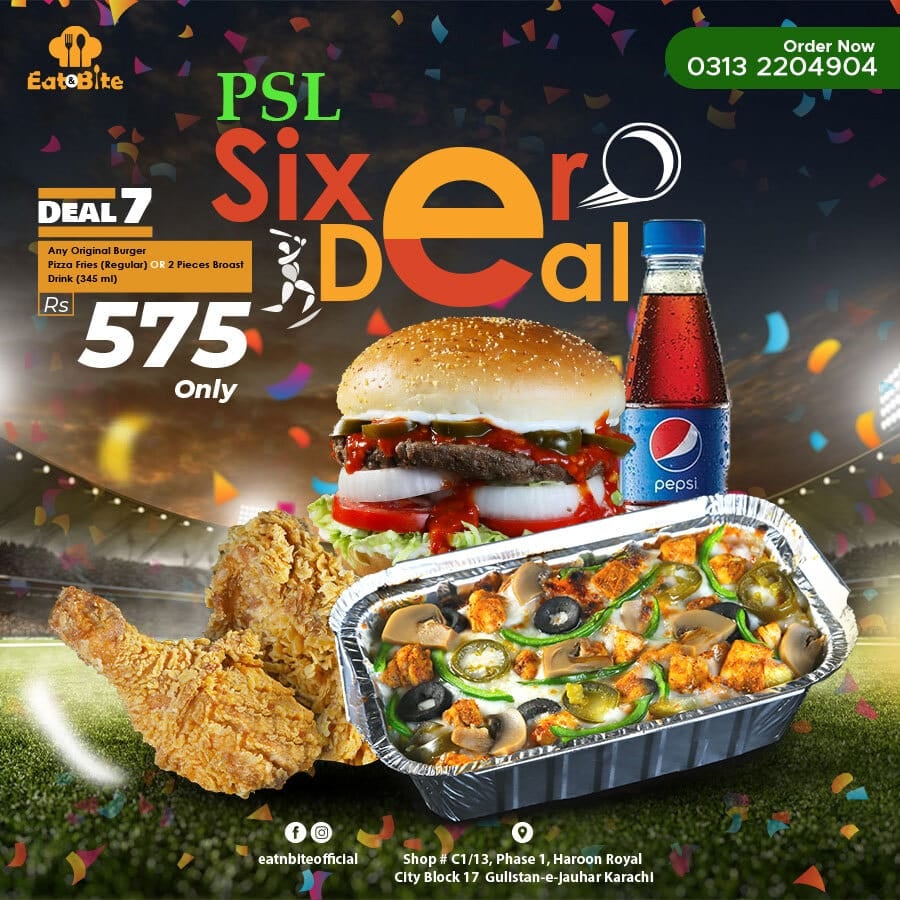 Eat&Bite
Order Now
0313 2204904
PSL
Sixer
Deal
DEAL 7
Any Original Burger
Pizza Fries (Regular) OR 2 Pieces Broast
Drink (345 ml)
Rs
575
Only
pepsi
eatnbiteofficial
Shop # C1/13, Phase 1, Haroon Royal
City Block 17 Gulistan-e-Jauhar Karachi